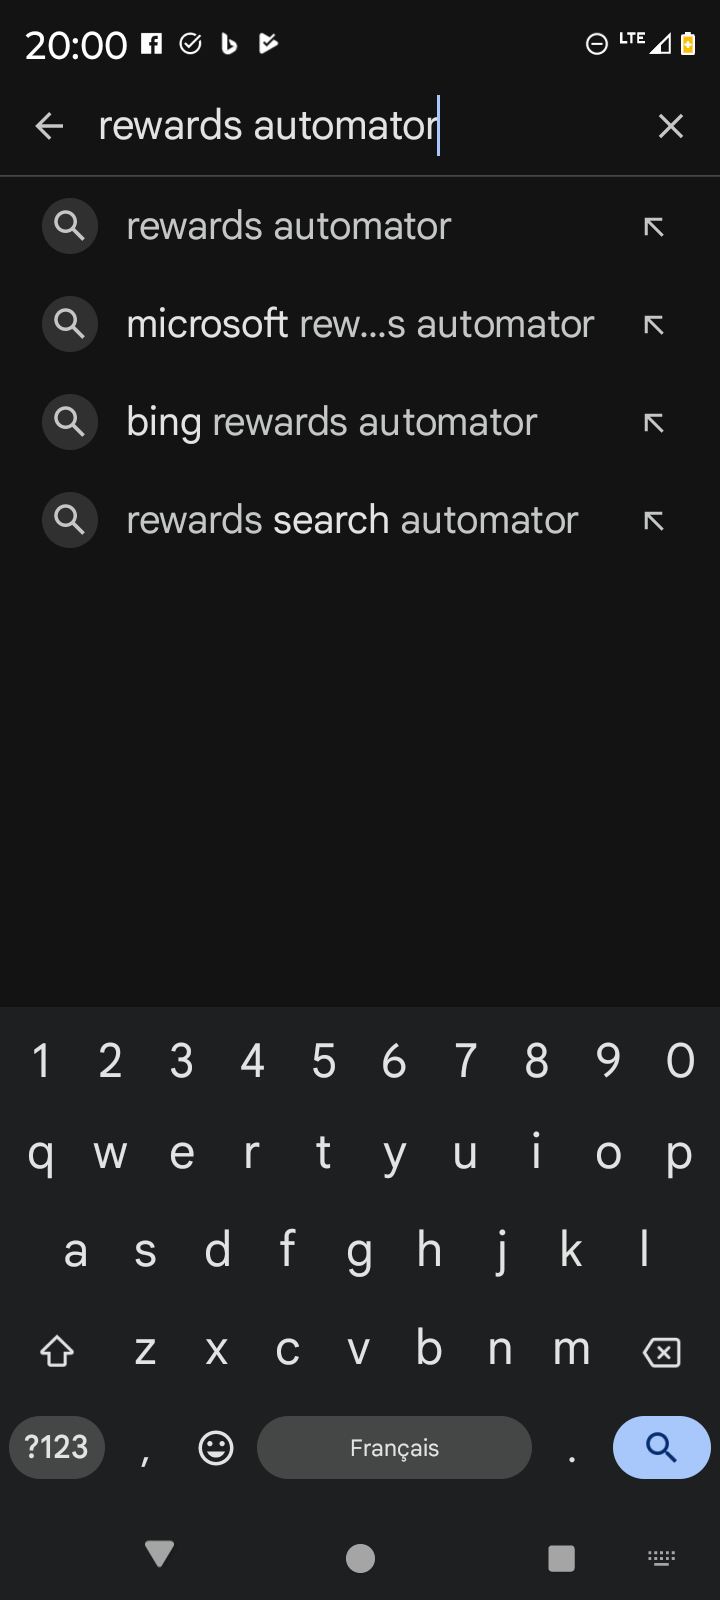 20:00 LTE
rewards automator
rewards automator
microsoft rew...s automator
bing rewards automator
rewards search automator
1 2 3 4 5 6 7 8 9 0
q w e r t y u i o p
a s d f g h j k l
z x c v b n m
?123 , Français .